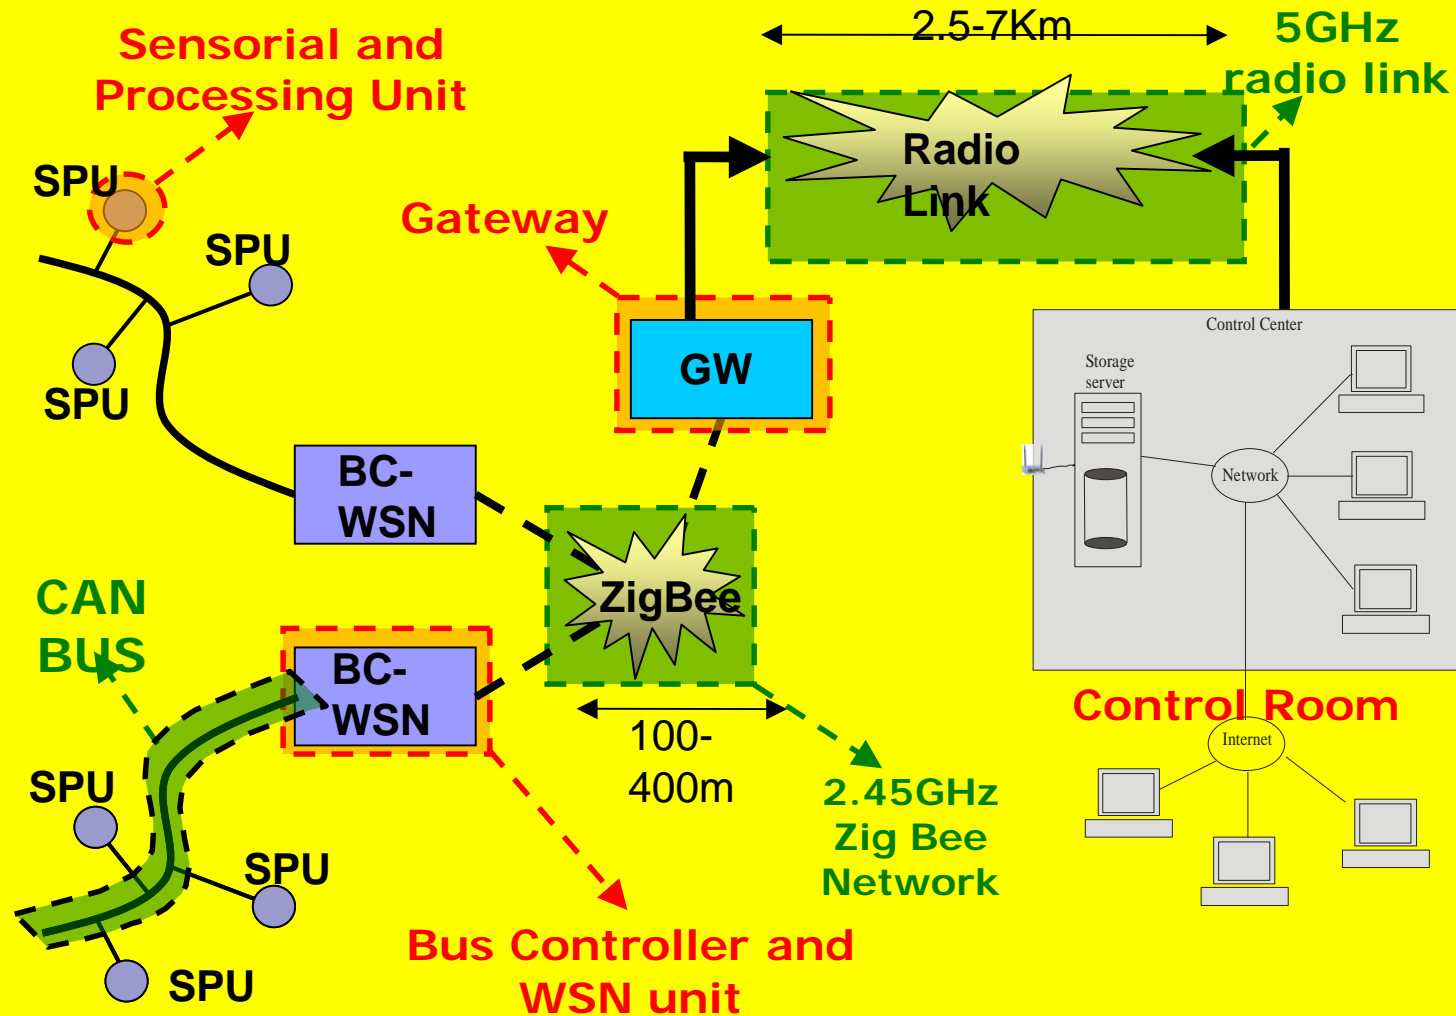 Sensorial and
Processing Unit
2.5-7Km
5GHz
radio link
SPU
Radio
Link
Gateway
SPU
Control Center
GW
Storage
server
SPU
BC-
WSN
Network
ZigBee
CAN
BUS
BC-
WSN
Control Room
100-
400m
Internet
SPU
2.45GHz
Zig Bee
Network
SPU
Bus Controller and
WSN unit
SPU